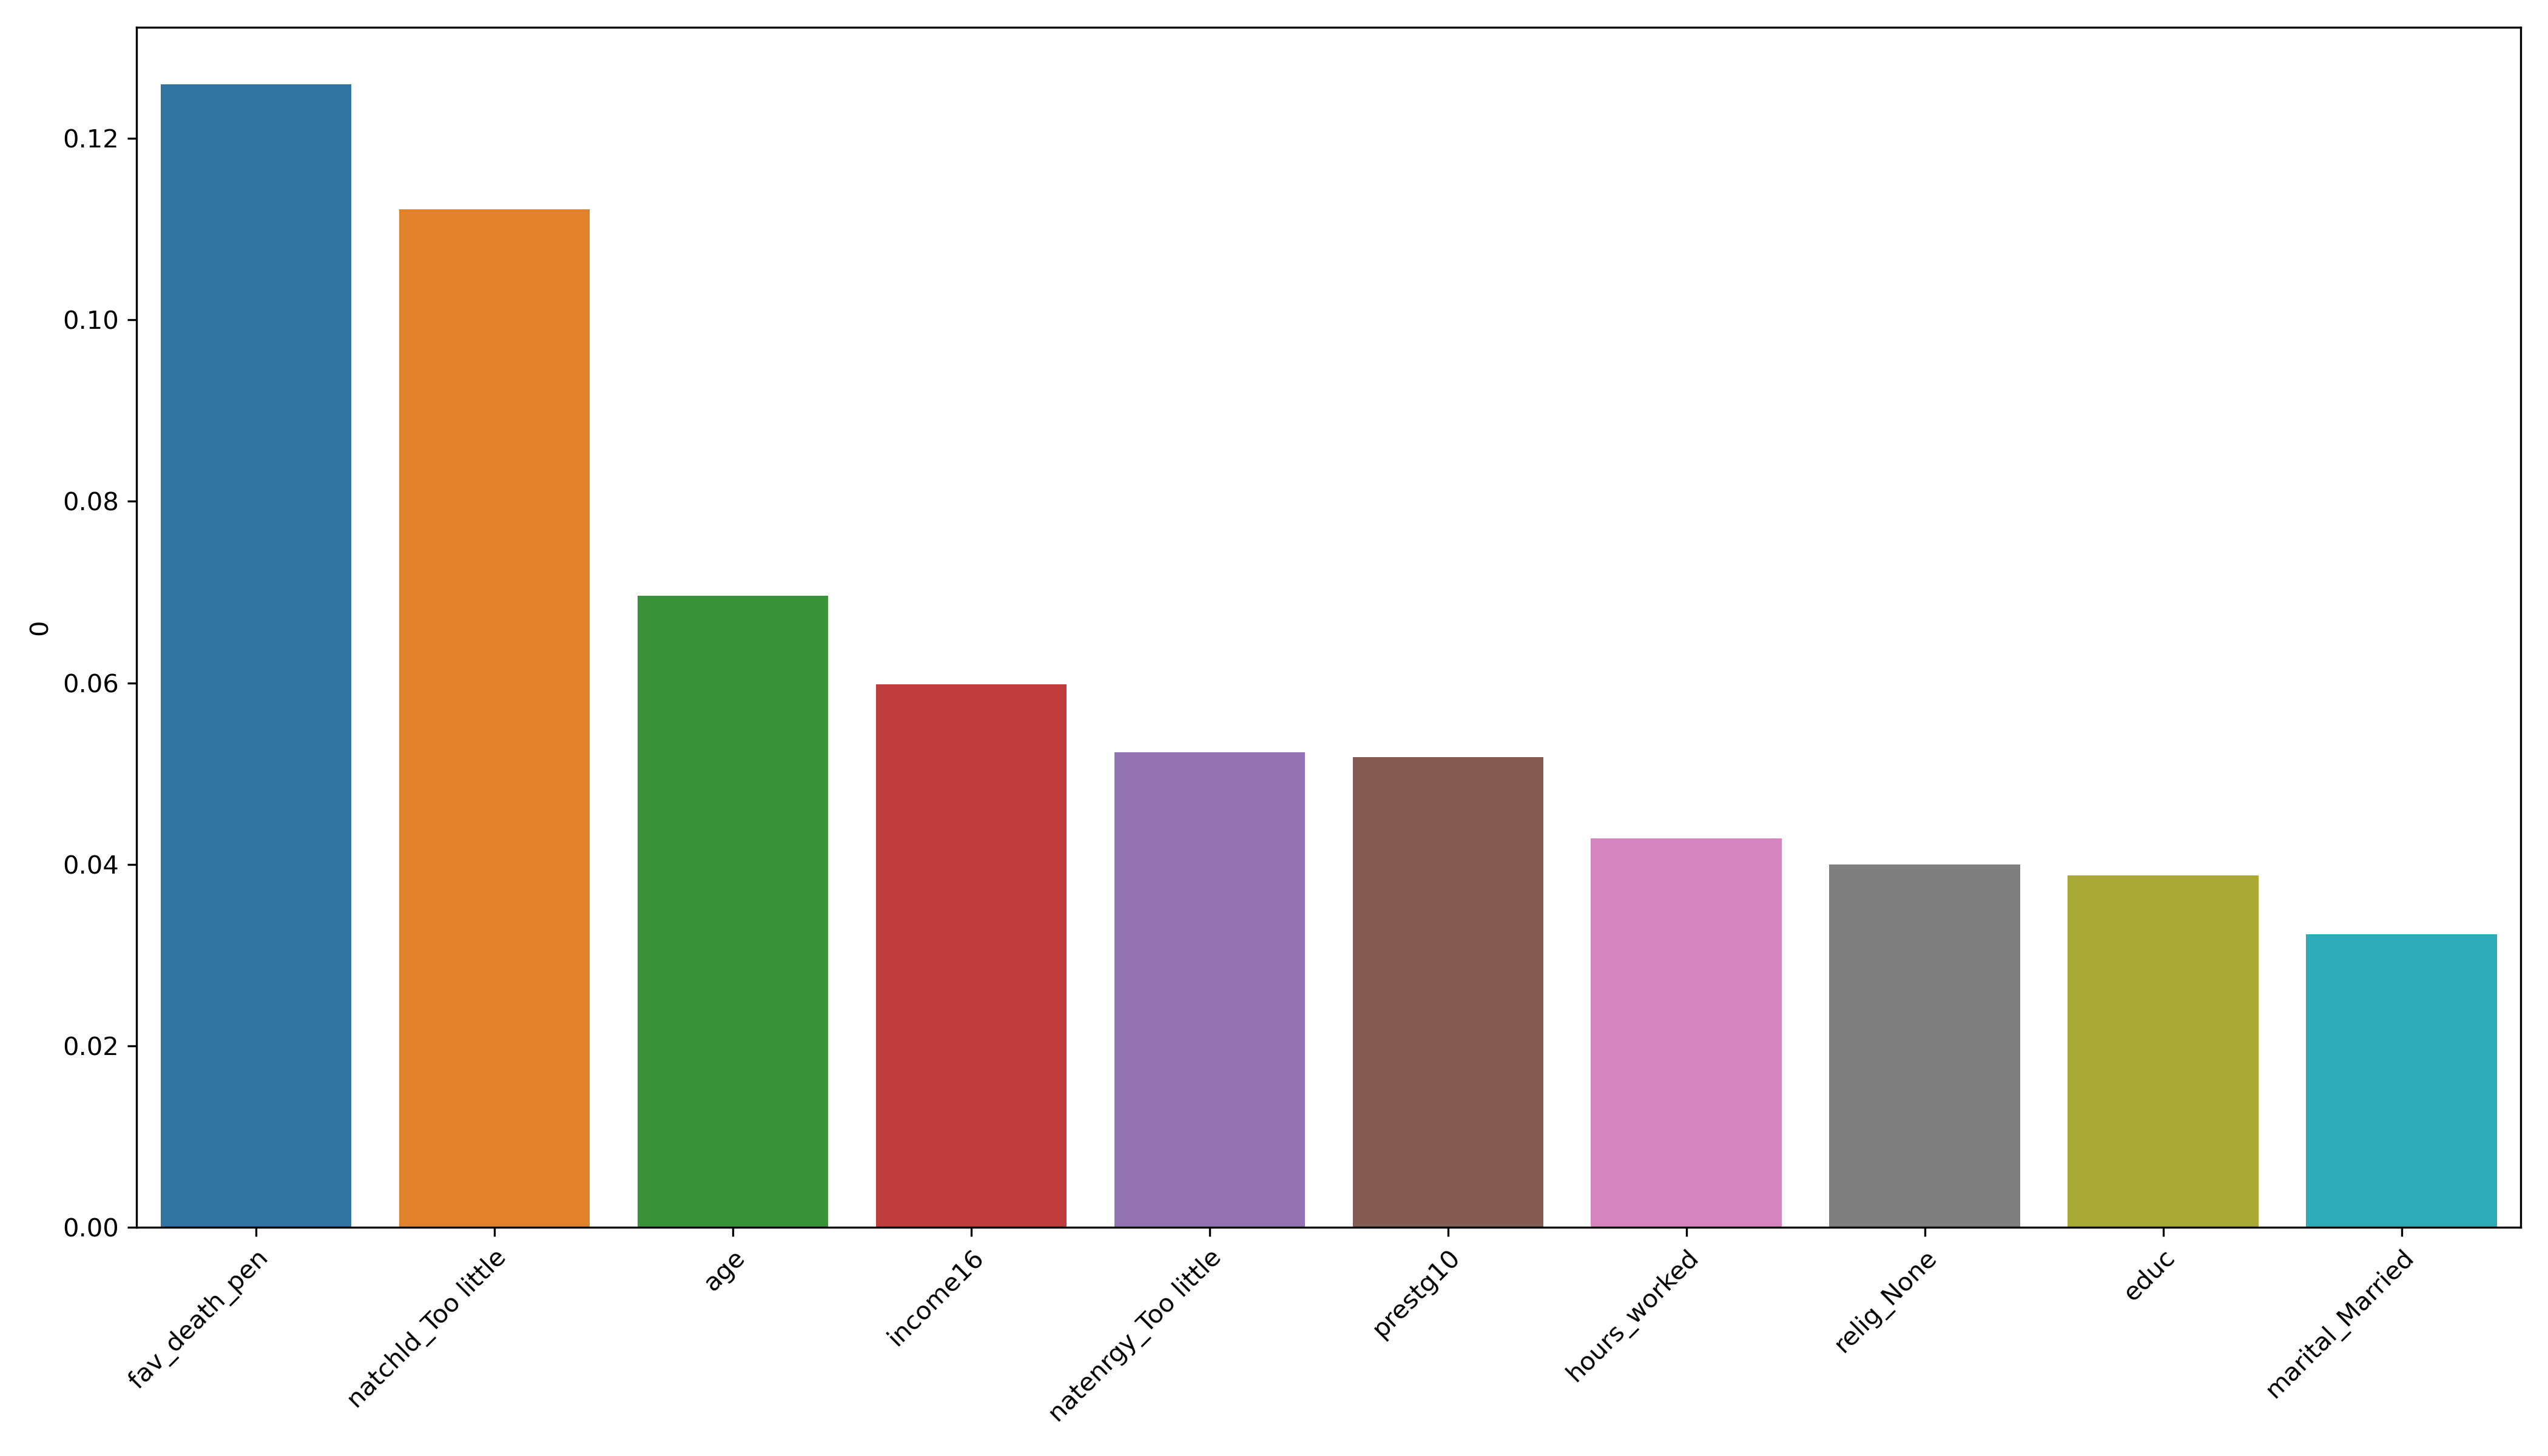 0.12
0.10
0.08
0.06
0.04
0.02
0.00
0
fav_death_pen
natchld_Too little
age
income16
natenrgy_Too little
prestg10
hours_worked
relig_None
educ
marital_Married